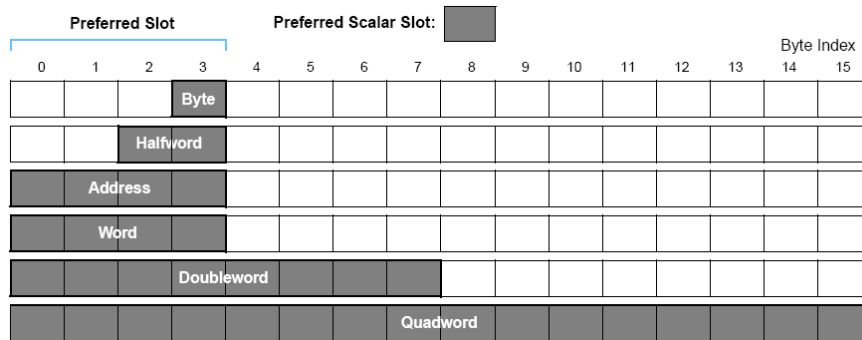 Preferred Slot Preferred Scalar Slot:
Byte Index
0 1 2 3 4 5 6 7 8 9 10 11 12 13 14 15
Byte
Halfword
Address
Word
Doubleword
Quadword